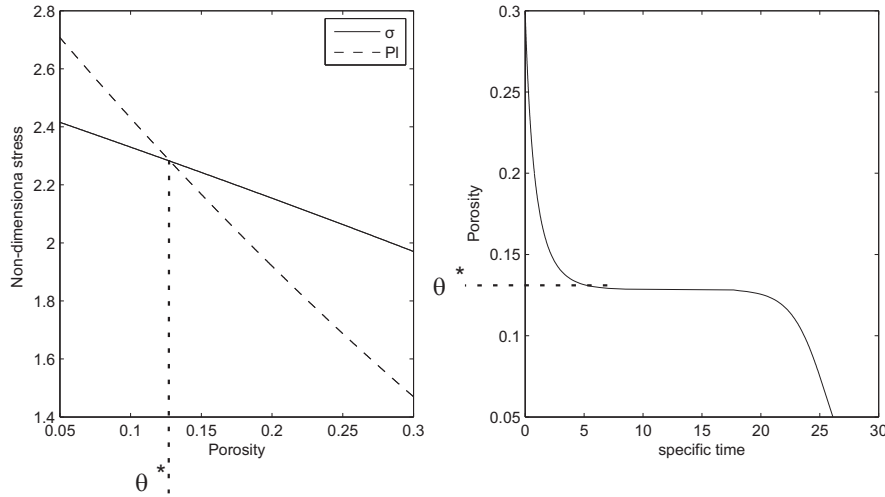 2.8
2.6
2.4
2.2
2
1.8
1.6
1.4
Non-dimensiona stress
σ
Pl
0.05 0.1 0.15 0.2 0.25 0.3
Porosity
θ*
0.3
0.25
0.2
0.15
0.1
0.05
Porosity
θ*
0 5 10 15 20 25 30
specific time